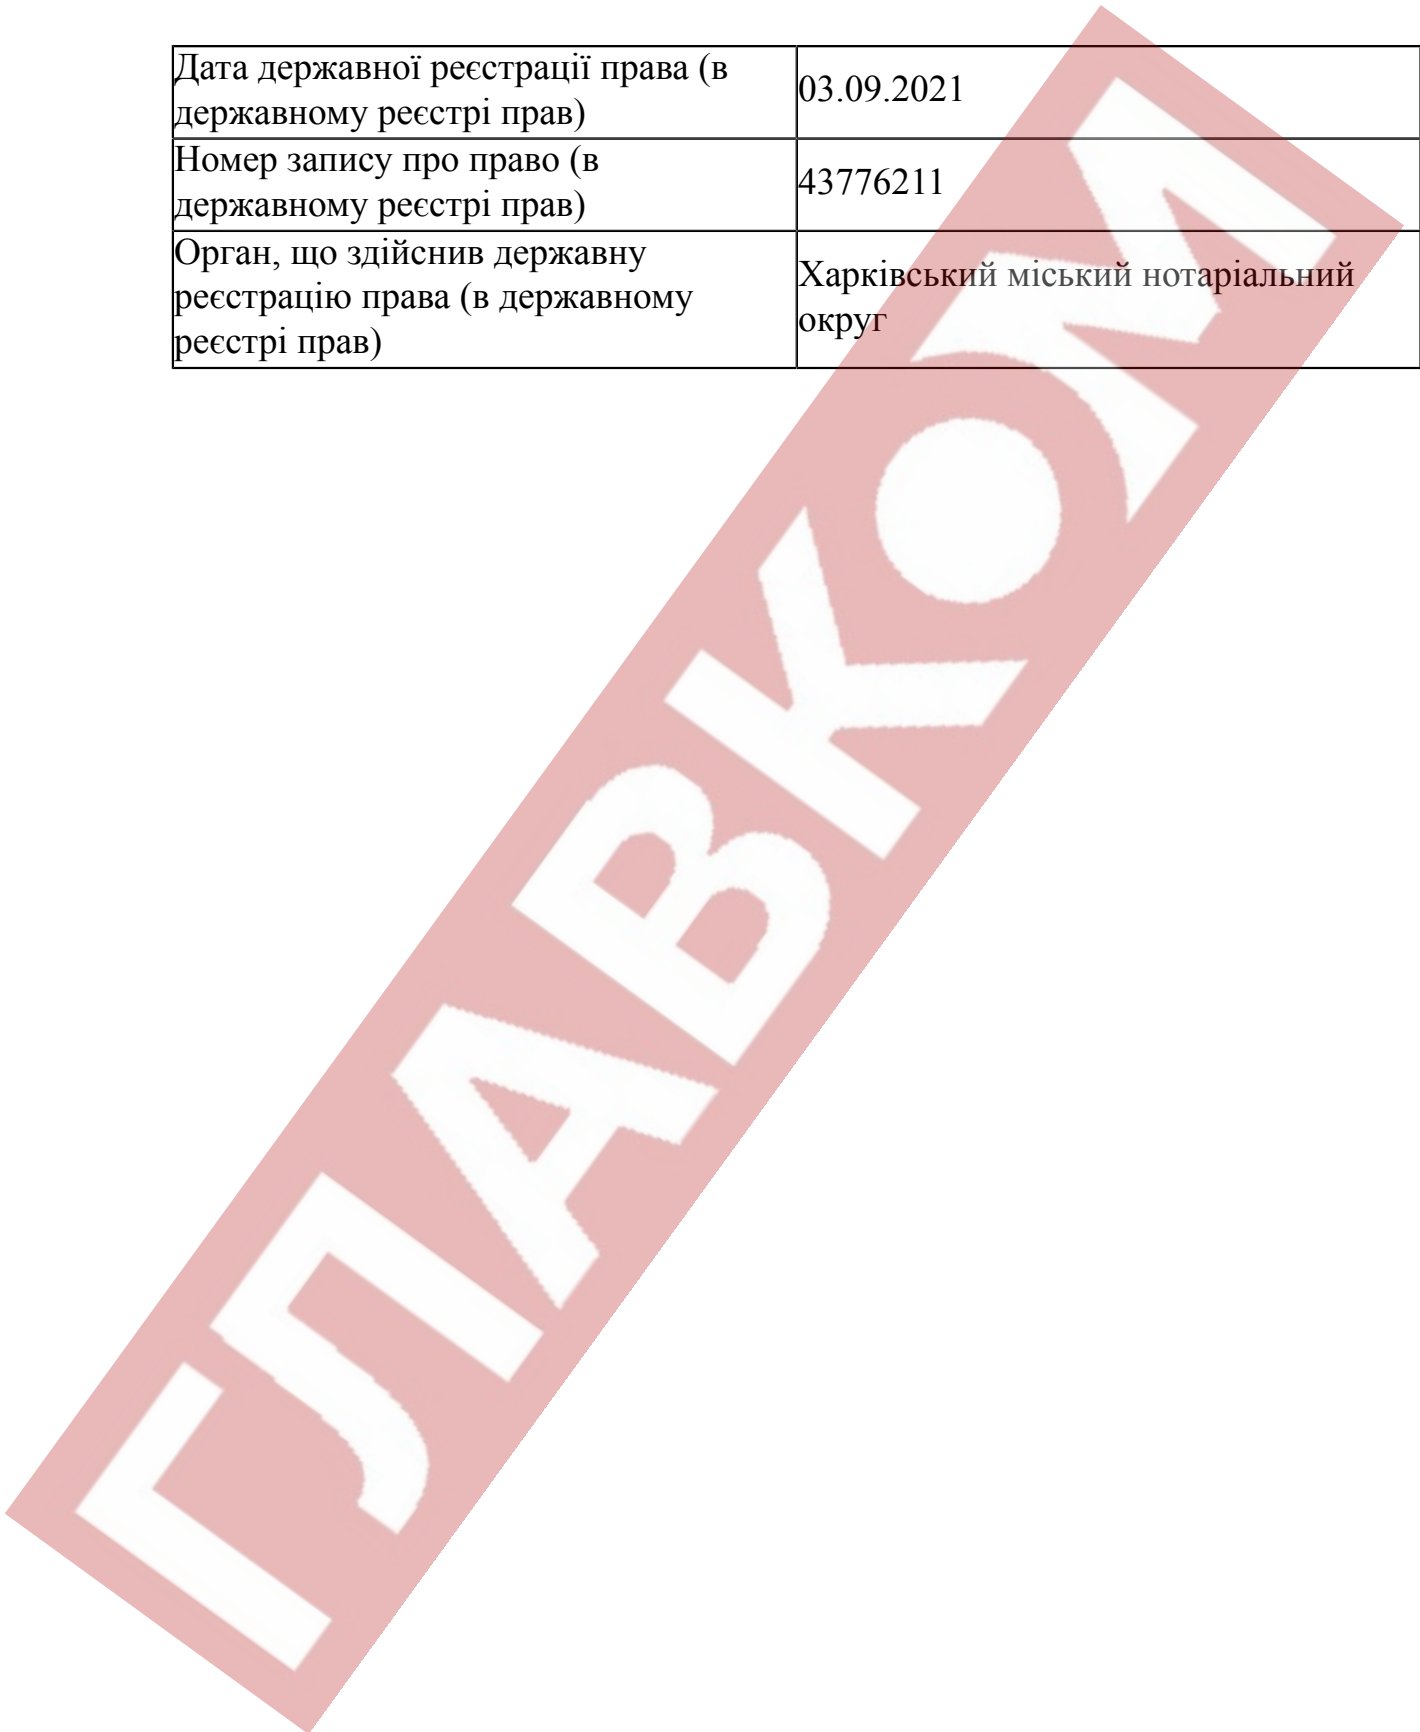 Дата державної реєстрації права (в
державному реєстрі прав)
03.09.2021
Номер запису про право (в
державному реєстрі прав)
43776211
Орган, що здійснив державну
реєстрацію права (в державному
реєстрі прав)
Харківський міський нотаріальний
округ
ГЛАВКОМ